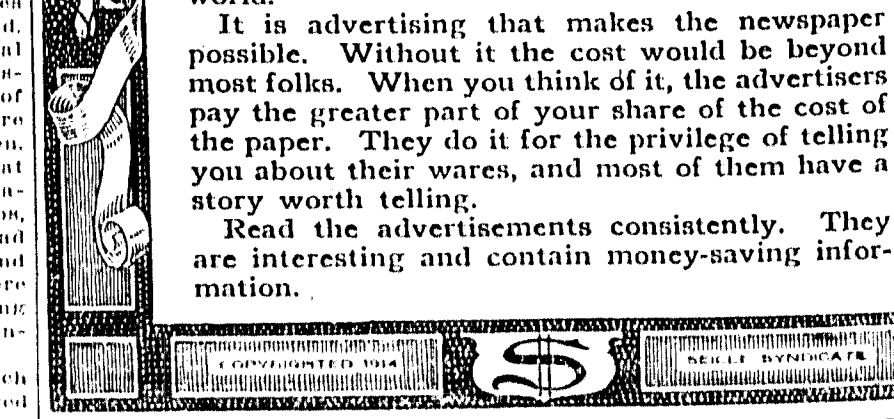 world.
It is advertising that makes the newspaper
possible. Without it the cost would be beyond
most folks. When you think of it, the advertisers
pay the greater part of your share of the cost of
the paper. They do it for the privilege of telling
you about their wares, and most of them have a
story worth telling.
Read the advertisements consistently. They
are interesting and contain money-saving infor-
mation.
COPYRIGHTED 1914
S
SEIGLE SYNDICATE